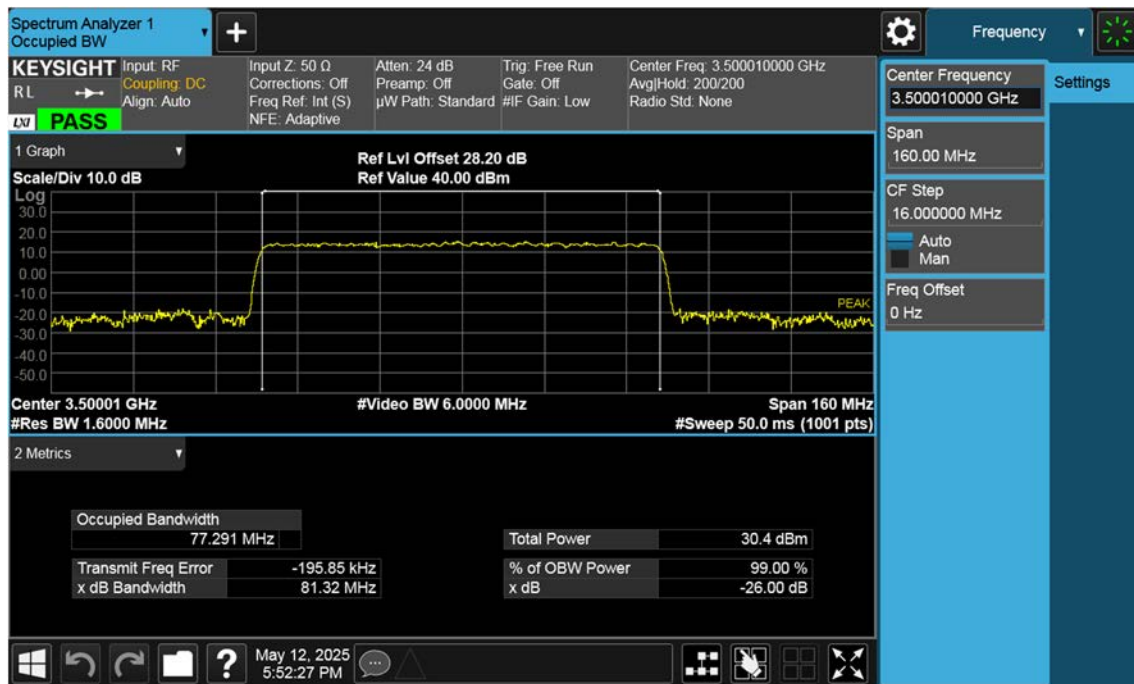 Spectrum Analyzer 1
Occupied BW
+
Frequency
KEYSIGHT
RL
LXI PASS
Input: RF
Coupling: DC
Align: Auto
Input Z: 50 Ω
Corrections: Off
Freq Ref: Int (S)
NFE: Adaptive
Atten: 24 dB
Preamp: Off
µW Path: Standard
Trig: Free Run
Gate: Off
#IF Gain: Low
Center Freq: 3.500010000 GHz
Avg|Hold: 200/200
Radio Std: None
Center Frequency
3.500010000 GHz
Settings
Span
160.00 MHz
CF Step
16.000000 MHz
Auto
Man
Freq Offset
0 Hz
1 Graph
Scale/Div 10.0 dB
Ref Lvl Offset 28.20 dB
Ref Value 40.00 dBm
Log
30.0
20.0
10.0
0.00
-10.0
-20.0
-30.0
-40.0
-50.0
PEAK
Center 3.50001 GHz
#Res BW 1.6000 MHz
#Video BW 6.0000 MHz
Span 160 MHz
#Sweep 50.0 ms (1001 pts)
2 Metrics
Occupied Bandwidth
77.291 MHz
Transmit Freq Error -195.85 kHz
x dB Bandwidth 81.32 MHz
Total Power 30.4 dBm
% of OBW Power 99.00 %
x dB -26.00 dB
?
May 12, 2025
5:52:27 PM